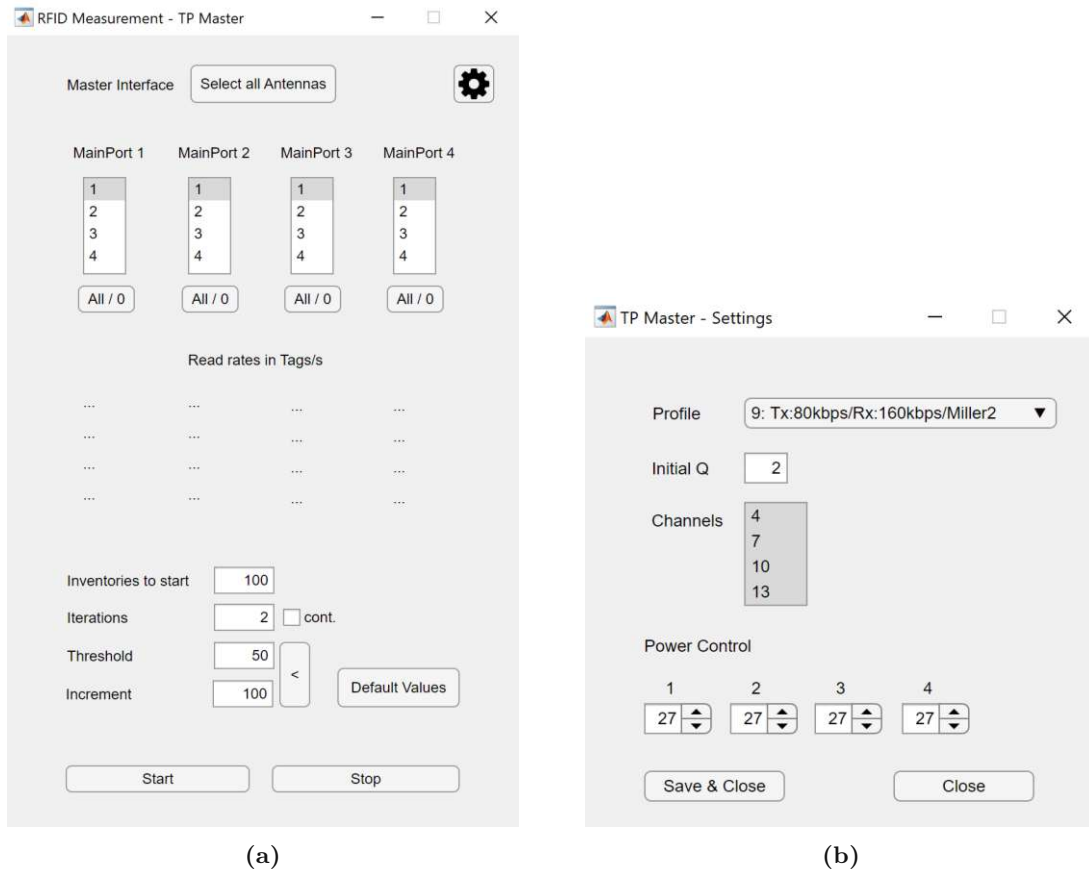 RFID Measurement - TP Master
Master Interface Select all Antennas
MainPort 1 MainPort 2 MainPort 3 MainPort 4
1 1 1 1
2 2 2 2
3 3 3 3
4 4 4 4
All / 0 All / 0 All / 0 All / 0
Read rates in Tags/s
... ... ... ...
... ... ... ...
... ... ... ...
... ... ... ...
Inventories to start 100
Iterations 2 cont.
Threshold 50
<
Increment 100
Default Values
Start Stop
(a)
TP Master - Settings
Profile 9: Tx:80kbps/Rx:160kbps/Miller2
Initial Q 2
Channels 4
7
10
13
Power Control
1 2 3 4
27 27 27 27
Save & Close Close
(b)